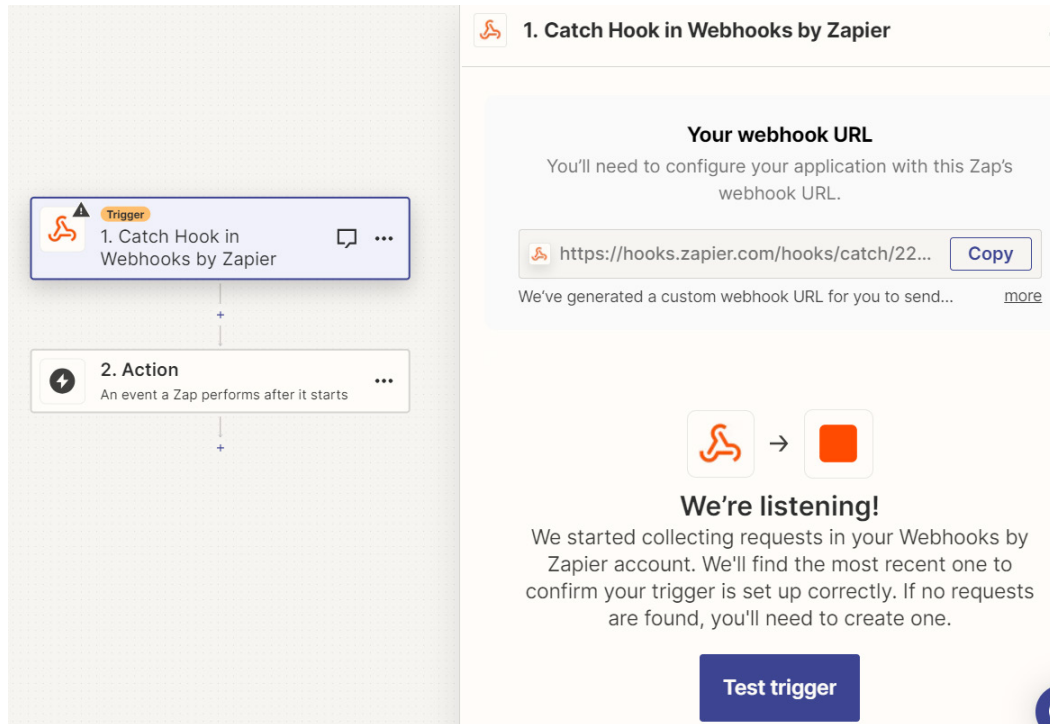 Trigger
1. Catch Hook in
Webhooks by Zapier
2. Action
An event a Zap performs after it starts
1. Catch Hook in Webhooks by Zapier
Your webhook URL
You'll need to configure your application with this Zap's
webhook URL.
https://hooks.zapier.com/hooks/catch/22...
Copy
We've generated a custom webhook URL for you to send...
more
We're listening!
We started collecting requests in your Webhooks by
Zapier account. We'll find the most recent one to
confirm your trigger is set up correctly. If no requests
are found, you'll need to create one.
Test trigger